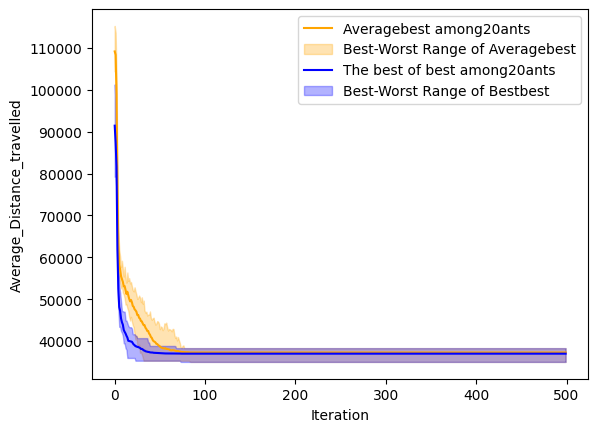 Averagebest among20ants
Best-Worst Range of Averagebest
The best of best among20ants
Best-Worst Range of Bestbest
Average_Distance_travelled
110000
100000
90000
80000
70000
60000
50000
40000
0 100 200 300 400 500
Iteration